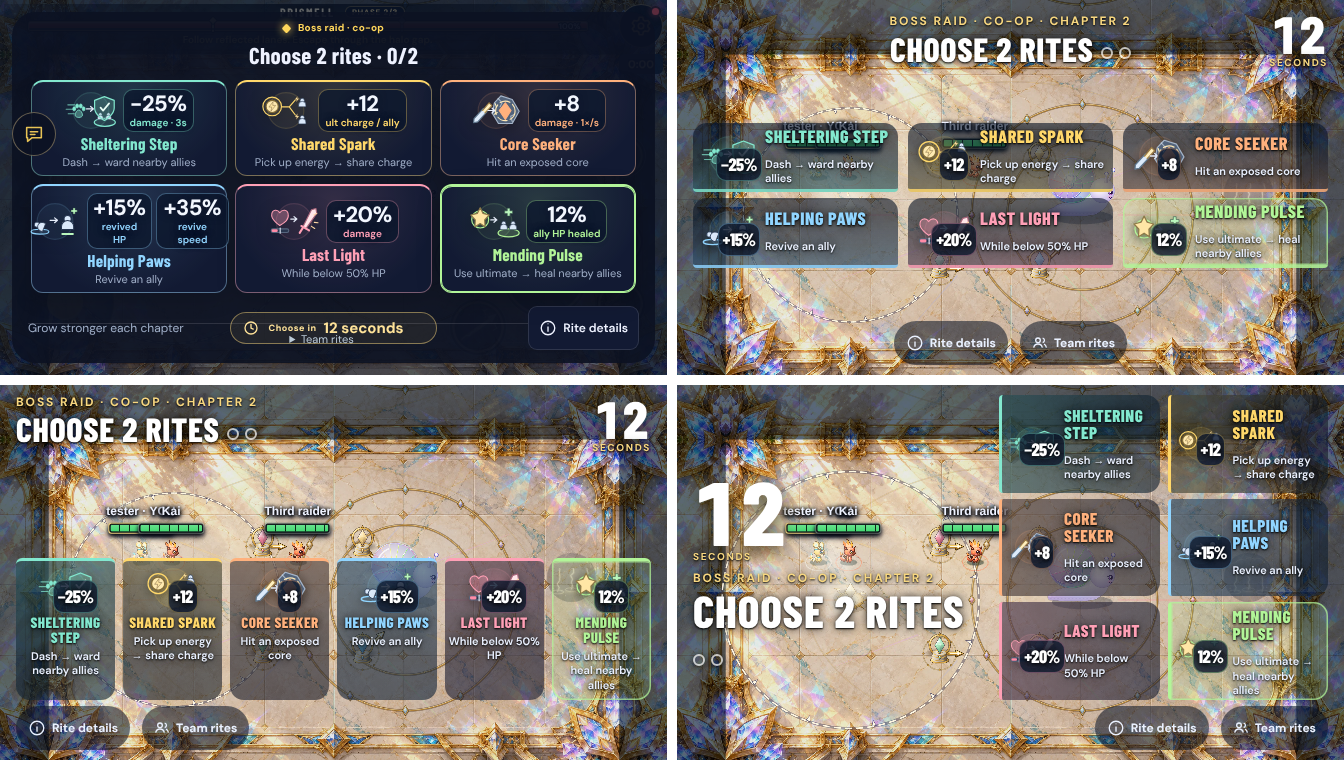 PRISMELL PHASE 2/3
Boss raid · co-op
Choose 2 rites · 0/2
−25%
damage · 3s
Sheltering Step
Dash → ward nearby allies
+12
ult charge / ally
Shared Spark
Pick up energy → share charge
+8
damage · 1×/s
Core Seeker
Hit an exposed core
+15%
revived
HP
+35%
revive
speed
Helping Paws
Revive an ally
+20%
damage
Last Light
While below 50% HP
12%
ally HP healed
Mending Pulse
Use ultimate → heal nearby allies
Grow stronger each chapter
Choose in 12 seconds
▶ Team rites
Rite details
BOSS RAID · CO-OP · CHAPTER 2
CHOOSE 2 RITES
12
SECONDS
Third raider
−25%
SHELTERING STEP
Dash → ward nearby
allies
+12
SHARED SPARK
Pick up energy → share
charge
+8
CORE SEEKER
Hit an exposed core
+15%
HELPING PAWS
Revive an ally
+20%
LAST LIGHT
While below 50% HP
12%
MENDING PULSE
Use ultimate → heal
nearby allies
Rite details
Team rites
BOSS RAID · CO-OP · CHAPTER 2
CHOOSE 2 RITES
12
SECONDS
tester · Y(Kai
Third raider
−25%
SHELTERING
STEP
Dash → ward
nearby allies
+12
SHARED SPARK
Pick up energy
→ share charge
+8
CORE SEEKER
Hit an exposed
core
+15%
HELPING PAWS
Revive an ally
+20%
LAST LIGHT
While below 50%
HP
12%
MENDING
PULSE
Use ultimate →
heal nearby
allies
Rite details
Team rites
12
SECONDS
BOSS RAID · CO-OP · CHAPTER 2
CHOOSE 2 RITES
tester · Y(Kai
Third raider
−25%
SHELTERING
STEP
Dash → ward
nearby allies
+12
SHARED
SPARK
Pick up energy
→ share charge
+8
CORE
SEEKER
Hit an exposed
core
+15%
HELPING
PAWS
Revive an ally
+20%
LAST LIGHT
While below
50% HP
12%
MENDING
PULSE
Use ultimate →
heal nearby
allies
Rite details
Team rites